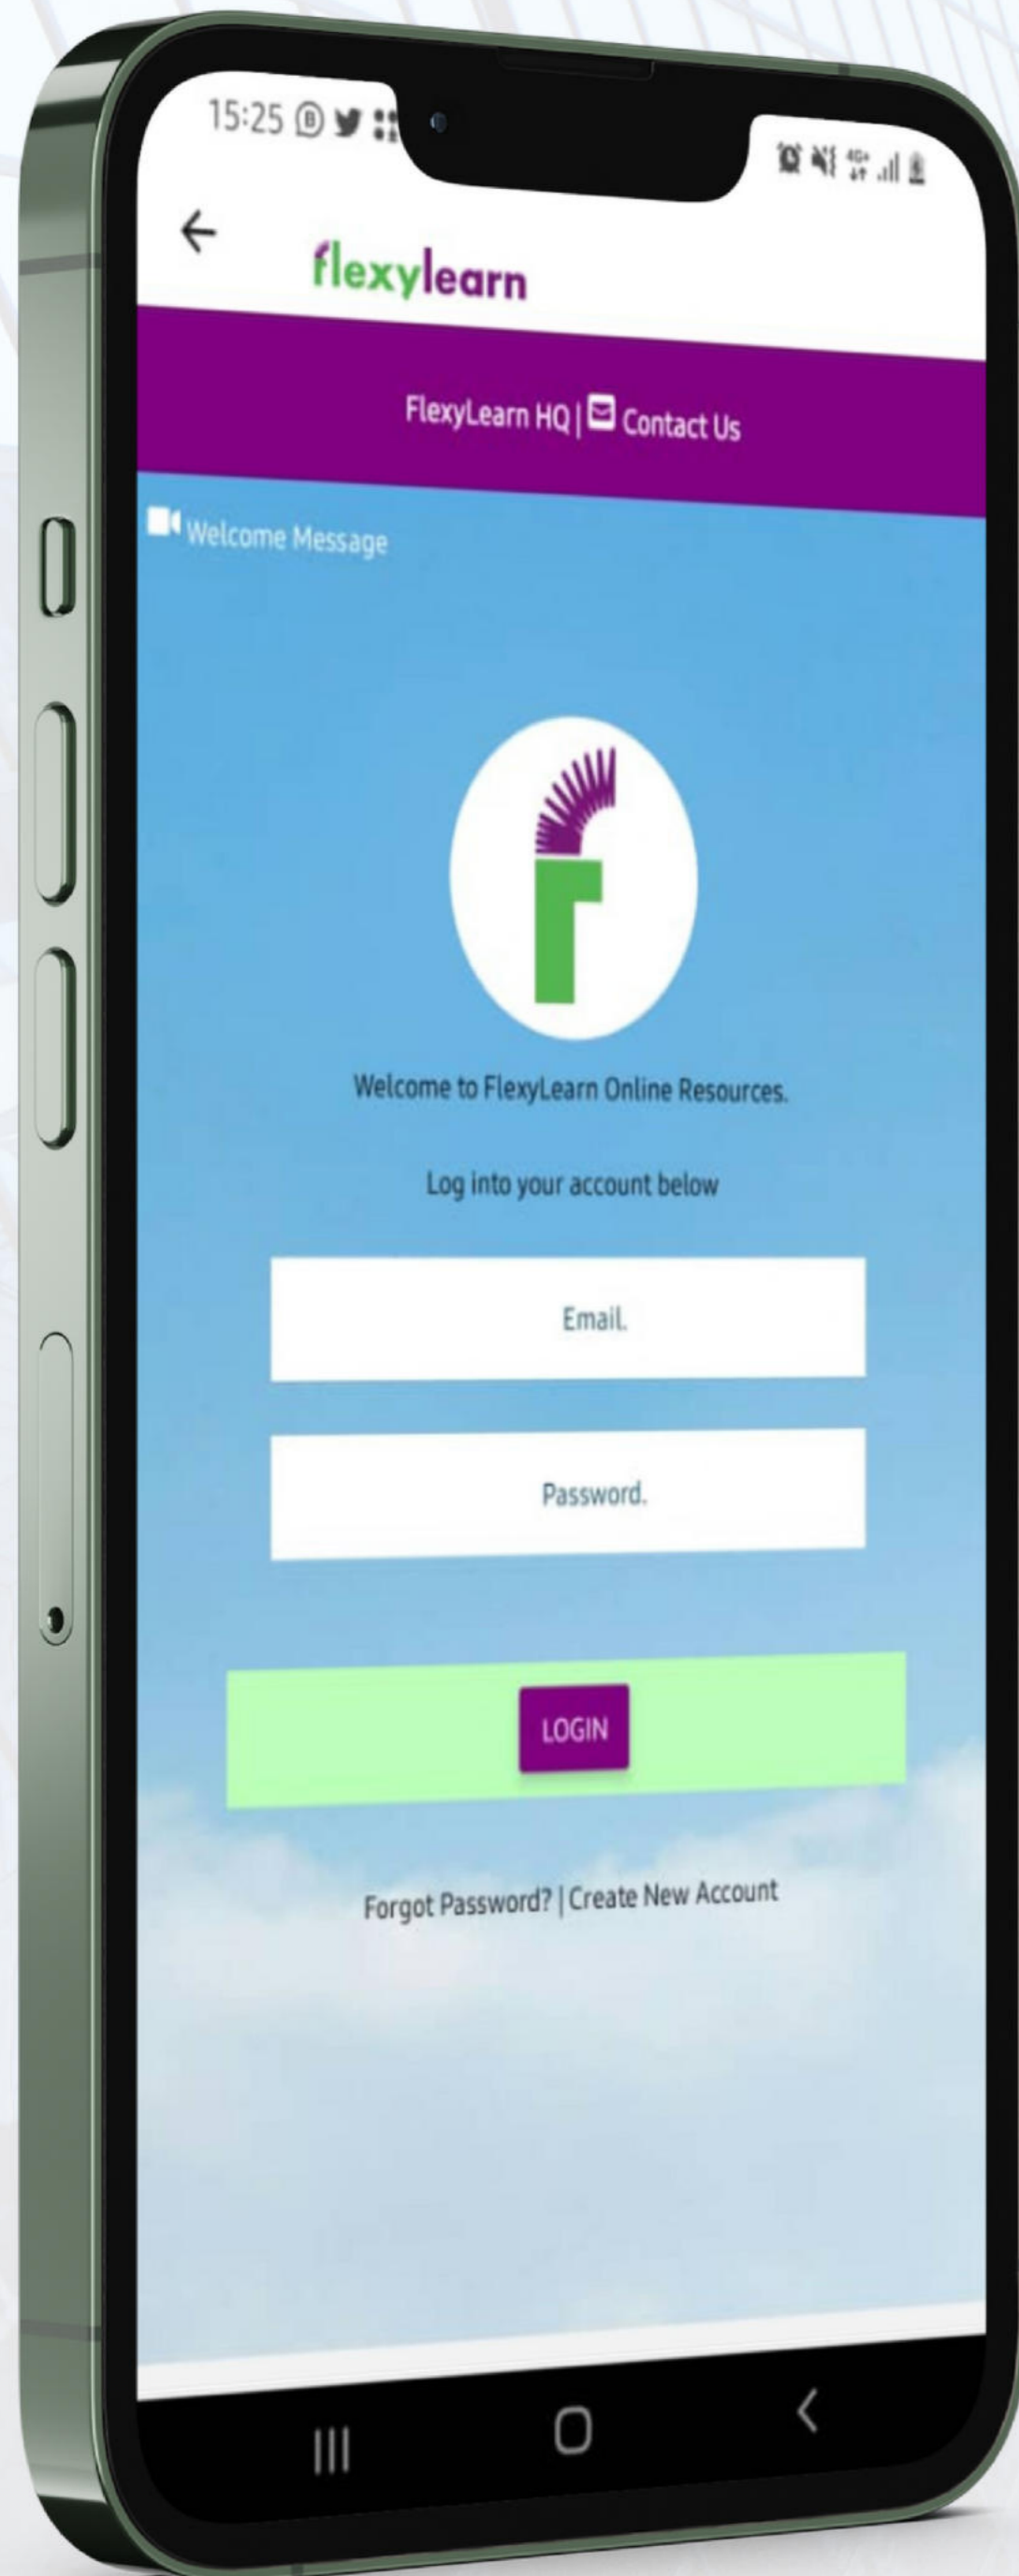 15:25
4G+
flexylearn
FlexyLearn HQ | Contact Us
Welcome Message
Welcome to FlexyLearn Online Resources.
Log into your account below
Email.
Password.
LOGIN
Forgot Password? | Create New Account